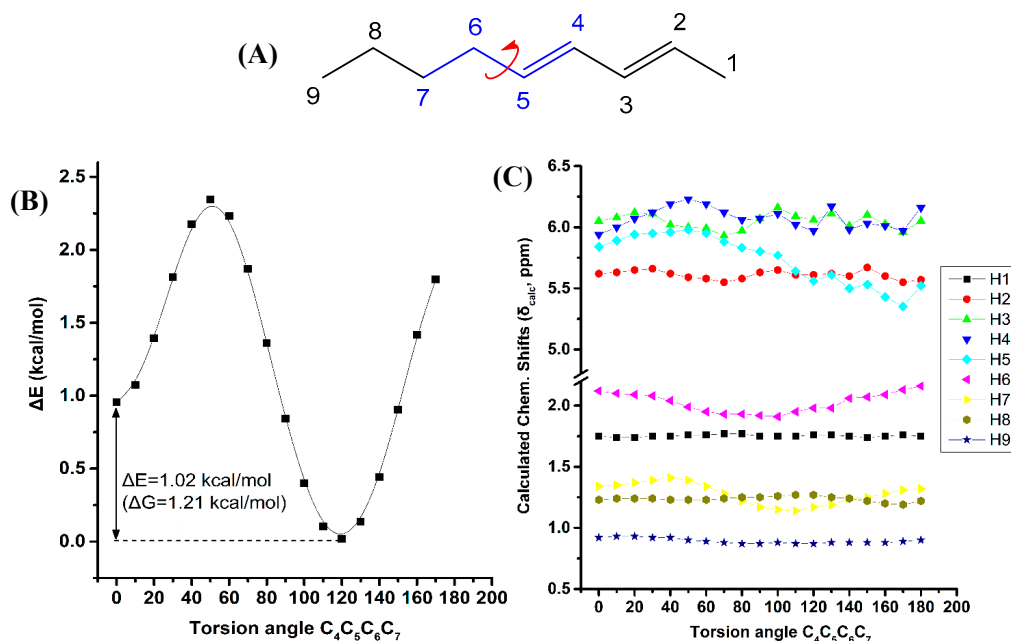 (A)
8
6
4
2
9
7
5
3
1
(B)
2.5
2.0
1.5
1.0
0.5
0.0
ΔE (kcal/mol)
ΔE=1.02 kcal/mol
(ΔG=1.21 kcal/mol)
0 20 40 60 80 100 120 140 160 180 200
Torsion angle C₄C₅C₆C₇
(C)
6.5
6.0
5.5
5.0
2.0
1.5
1.0
0.5
Calculated Chem. Shifts (δcalc, ppm)
0 20 40 60 80 100 120 140 160 180 200
Torsion angle C₄C₅C₆C₇
H1
H2
H3
H4
H5
H6
H7
H8
H9